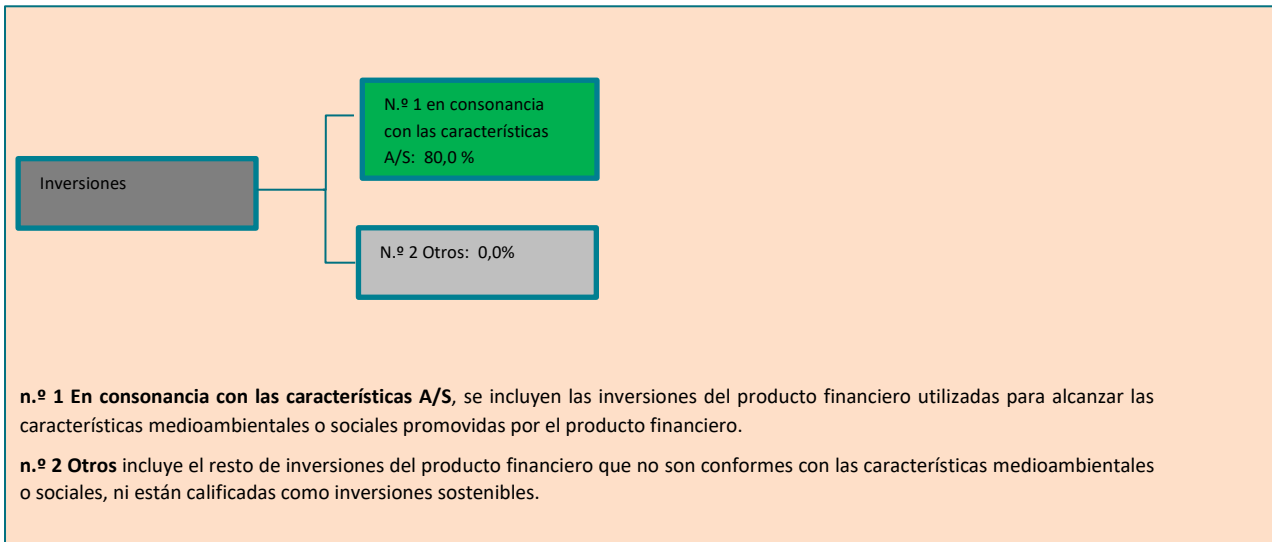 N.º 1 en consonancia
con las características
A/S: 80,0 %
Inversiones
N.º 2 Otros: 0,0%
n.º 1 En consonancia con las características A/S, se incluyen las inversiones del producto financiero utilizadas para alcanzar las
características medioambientales o sociales promovidas por el producto financiero.
n.º 2 Otros incluye el resto de inversiones del producto financiero que no son conformes con las características medioambientales
o sociales, ni están calificadas como inversiones sostenibles.